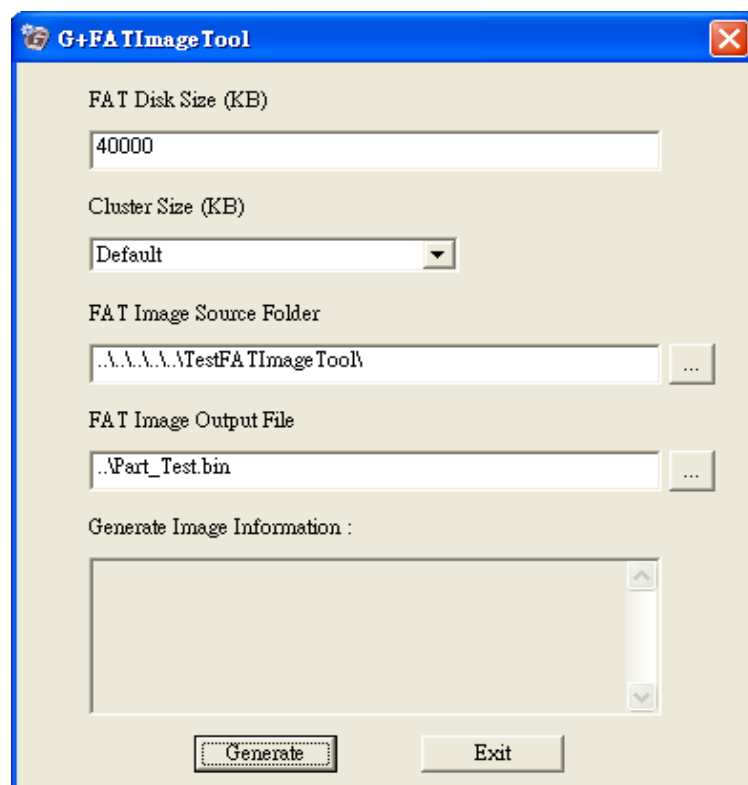 G+FATImageTool
FAT Disk Size (KB)
40000
Cluster Size (KB)
Default
FAT Image Source Folder
..\..\..\..\..\TestFATImageTool\
...
FAT Image Output File
..\Part_Test.bin
...
Generate Image Information :
Generate
Exit